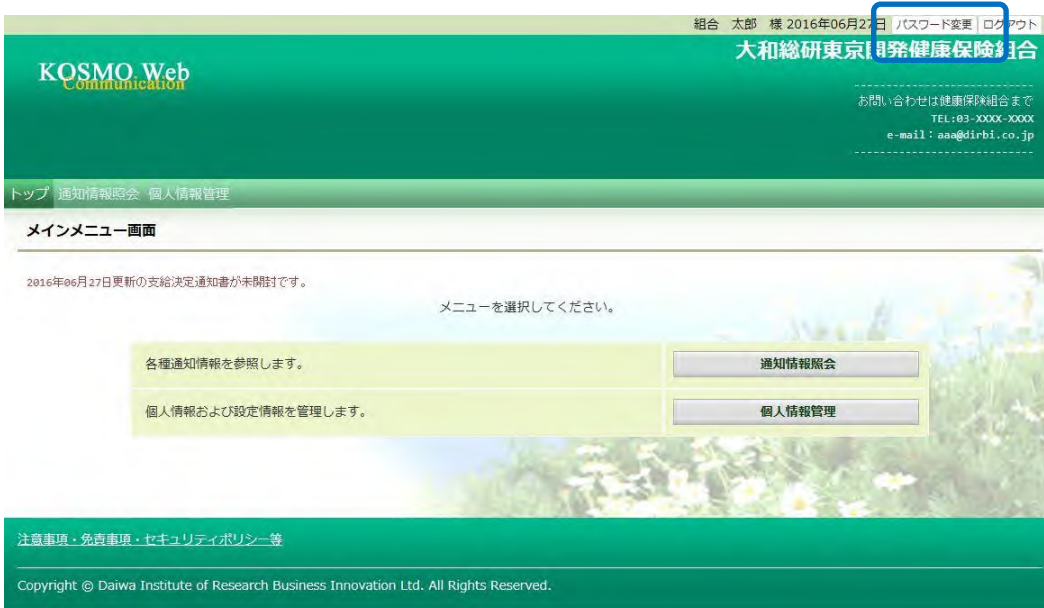 組合 太郎 様 2016年06月27日 パスワード変更 ログアウト
大和総研東京開発健康保険組合
KOSMO Web
Communication
お問い合わせは健康保険組合まで
TEL:03-XXXX-XXXX
e-mail：aaa@dirbi.co.jp
トップ 通知情報照会 個人情報管理
メインメニュー画面
2016年06月27日更新の支給決定通知書が未開封です。
メニューを選択してください。
各種通知情報を参照します。 通知情報照会
個人情報および設定情報を管理します。 個人情報管理
注意事項・免責事項・セキュリティポリシー等
Copyright © Daiwa Institute of Research Business Innovation Ltd. All Rights Reserved.